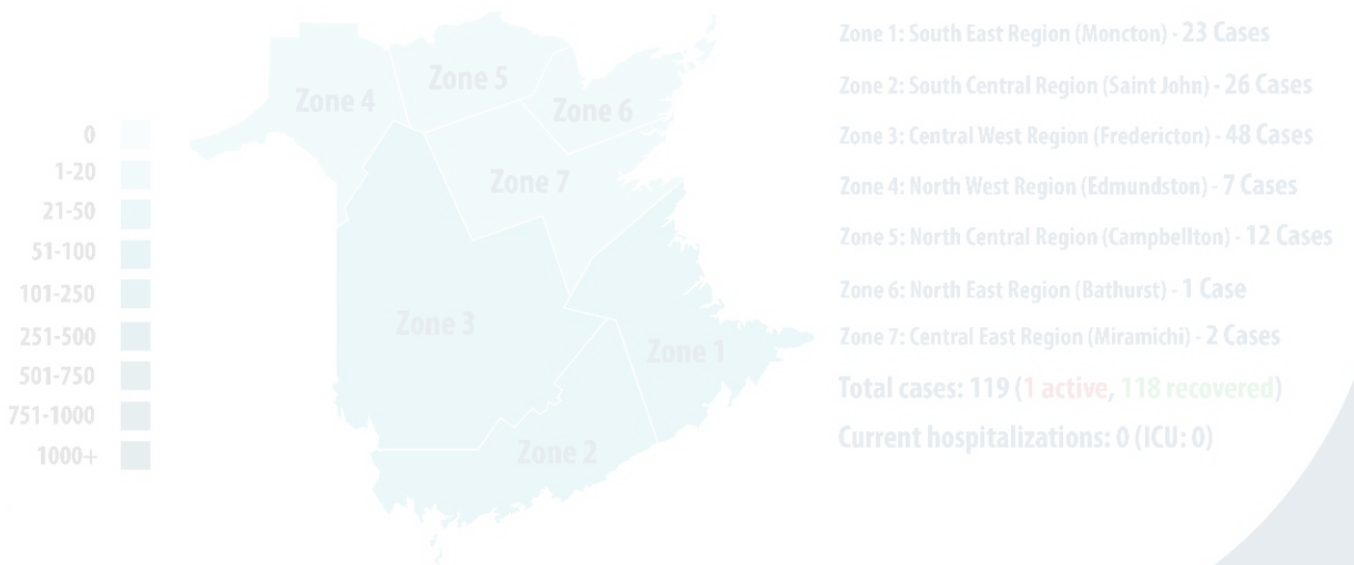 Zone 4
Zone 5
Zone 6
Zone 7
Zone 3
Zone 1
Zone 2
0
1-20
21-50
51-100
101-250
251-500
501-750
751-1000
1000+
Zone 1: South East Region (Moncton) - 23 Cases
Zone 2: South Central Region (Saint John) - 26 Cases
Zone 3: Central West Region (Fredericton) - 48 Cases
Zone 4: North West Region (Edmundston) - 7 Cases
Zone 5: North Central Region (Campbellton) - 12 Cases
Zone 6: North East Region (Bathurst) - 1 Case
Zone 7: Central East Region (Miramichi) - 2 Cases
Total cases: 119 (1 active, 118 recovered)
Current hospitalizations: 0 (ICU: 0)